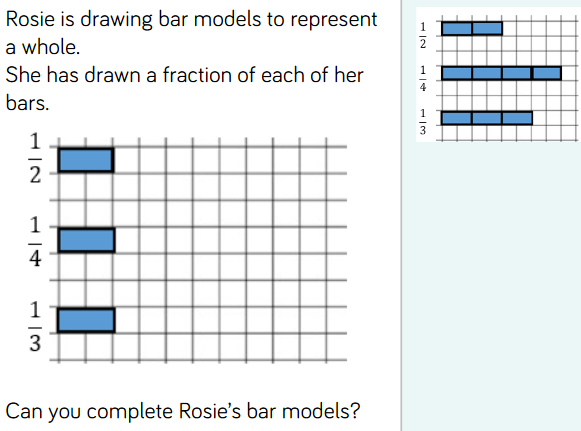 Rosie is drawing bar models to represent
a whole.
She has drawn a fraction of each of her
bars.
1/2
1/4
1/3
Can you complete Rosie's bar models?
1/2
1/4
1/3